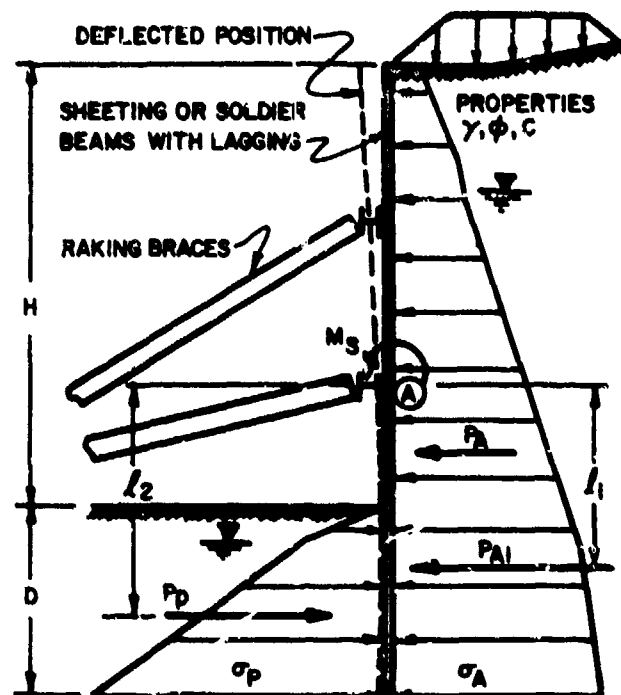 DEFLECTED POSITION
SHEETING OR SOLDIER
BEAMS WITH LAGGING
PROPERTIES
γ, ϕ, C
RAKING BRACES
H
M_S
A
P_A
l_2
l_1
P_A1
D
P_P
σ_P
σ_A